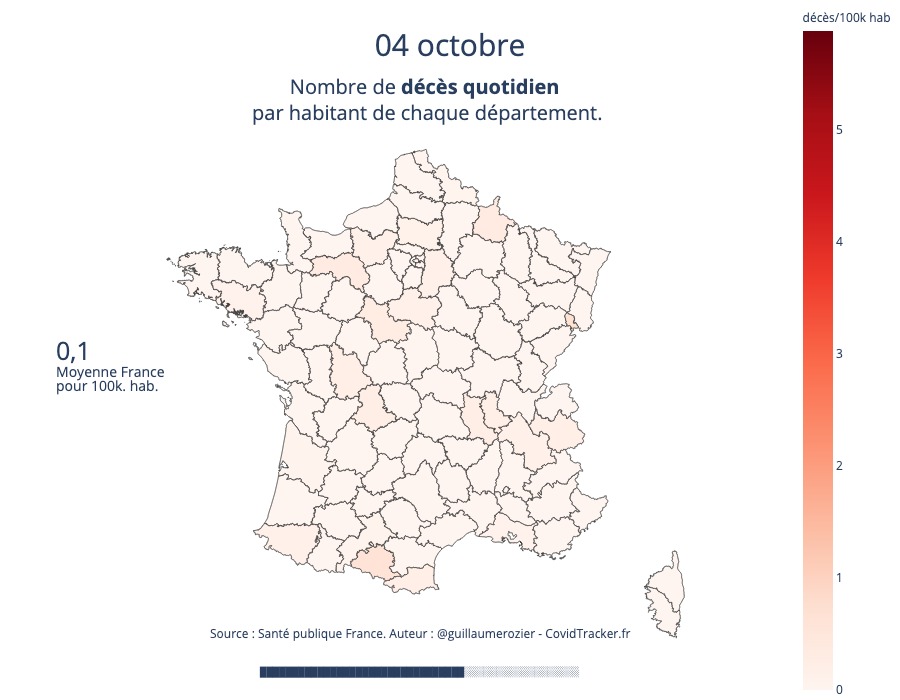 décès/100k hab
04 octobre
Nombre de décès quotidien
par habitant de chaque département.
5
4
3
2
1
0
0,1
Moyenne France
pour 100k. hab.
Source : Santé publique France. Auteur : @guillaumerozier - CovidTracker.fr